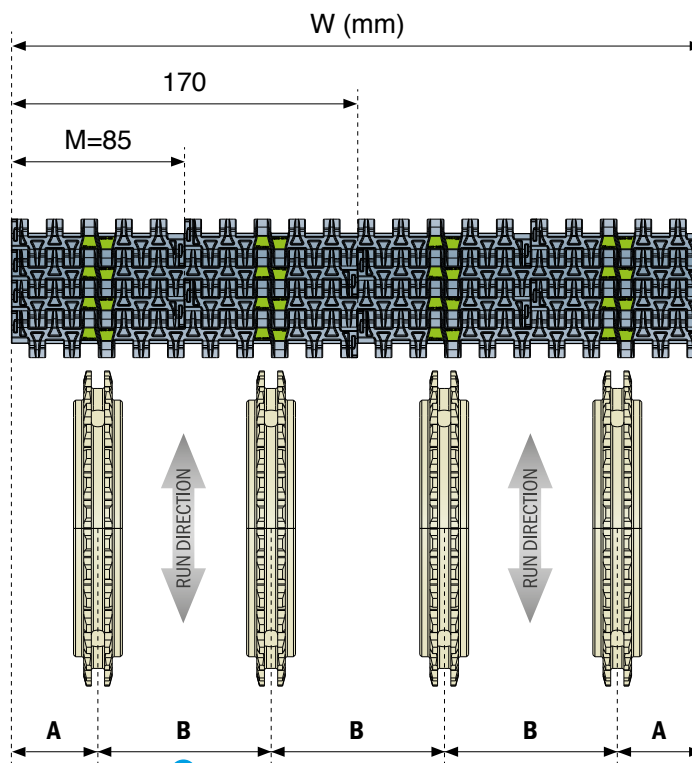 W (mm)
170
M=85
RUN DIRECTION
RUN DIRECTION
A B B B A